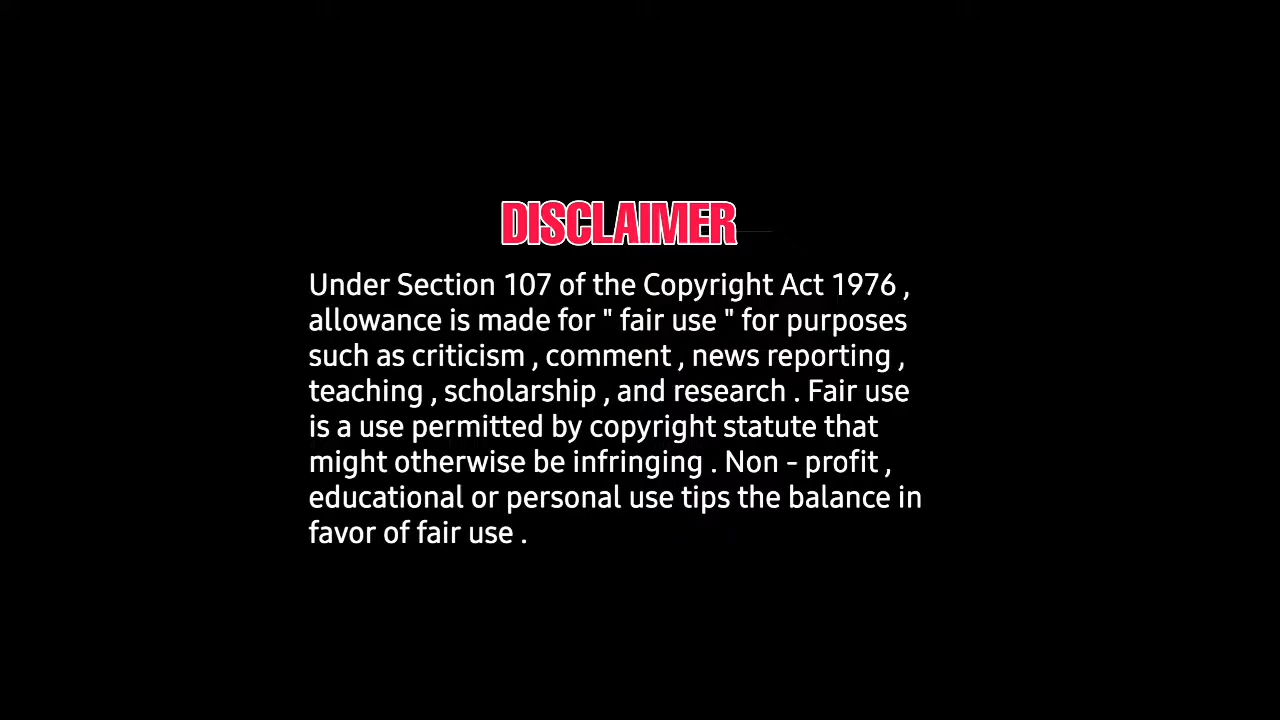 DISCLAIMER
Under Section 107 of the Copyright Act 1976 ,
allowance is made for " fair use " for purposes
such as criticism , comment , news reporting ,
teaching , scholarship , and research . Fair use
is a use permitted by copyright statute that
might otherwise be infringing . Non - profit ,
educational or personal use tips the balance in
favor of fair use .